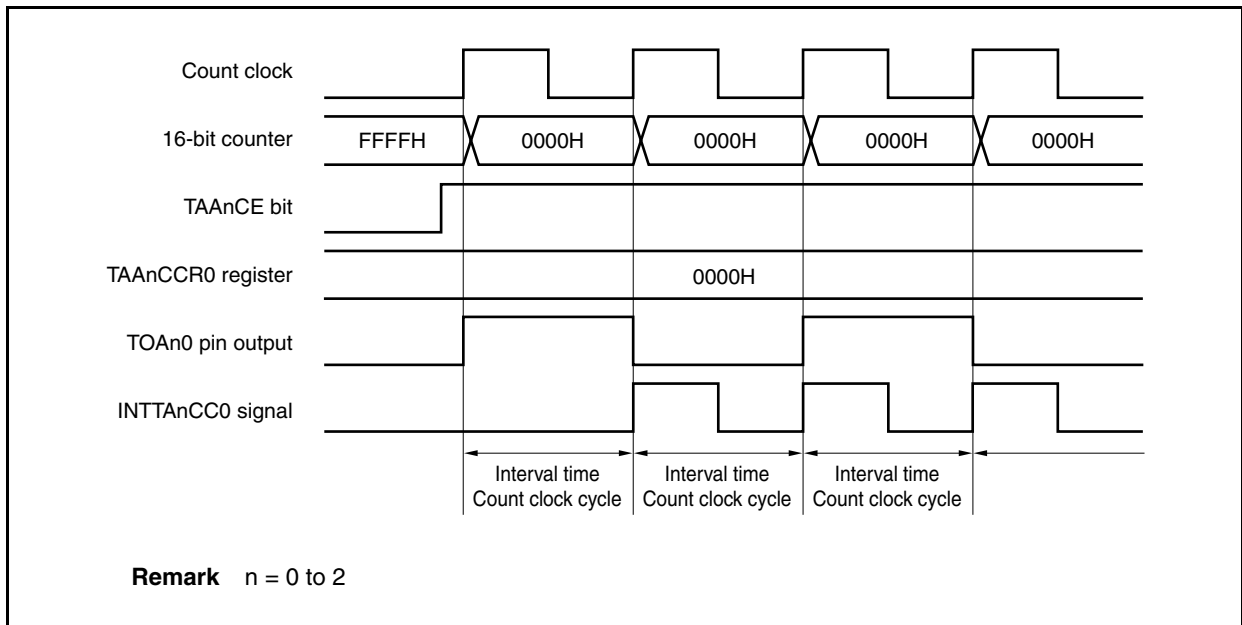 Count clock
16-bit counter
FFFFH
0000H
0000H
0000H
0000H
TAAnCE bit
TAAnCCR0 register
0000H
TOAn0 pin output
INTTAnCC0 signal
Interval time
Count clock cycle
Interval time
Count clock cycle
Interval time
Count clock cycle
Remark n = 0 to 2